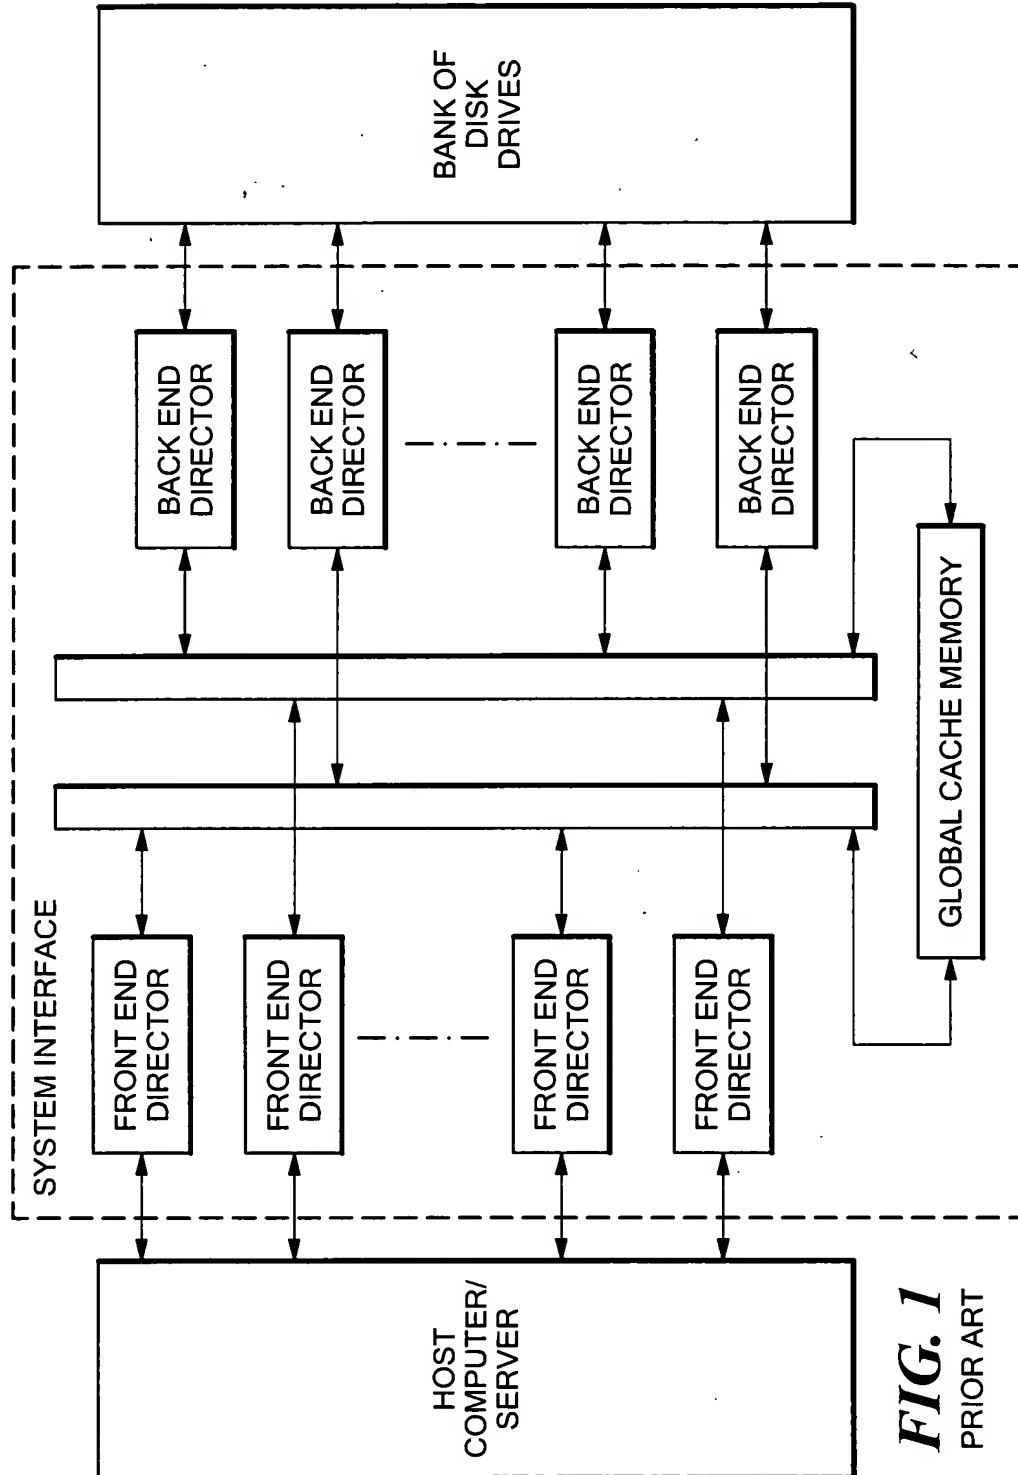 SYSTEM INTERFACE
HOST
COMPUTER/
SERVER
FRONT END
DIRECTOR
FRONT END
DIRECTOR
FRONT END
DIRECTOR
FRONT END
DIRECTOR
BACK END
DIRECTOR
BACK END
DIRECTOR
BACK END
DIRECTOR
BACK END
DIRECTOR
BANK OF
DISK
DRIVES
GLOBAL CACHE MEMORY
FIG. 1
PRIOR ART